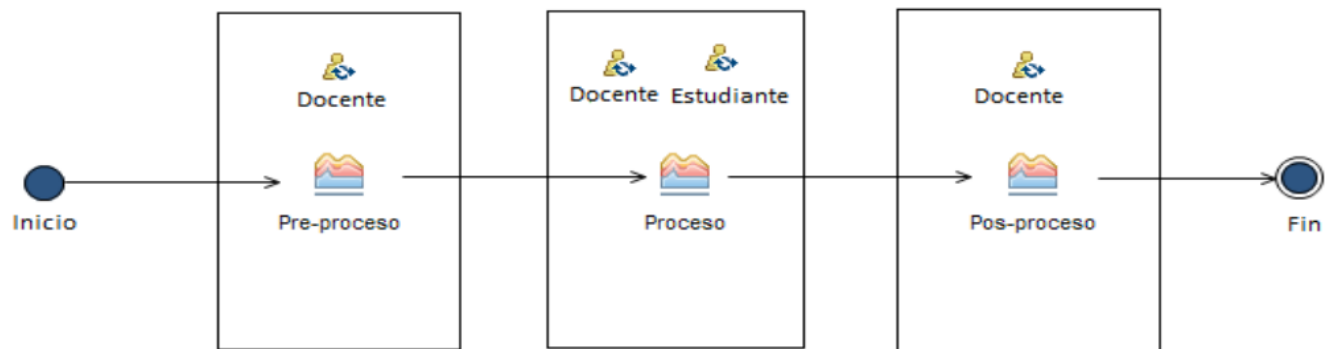 Docente
Docente Estudiante
Docente
Inicio
Pre-proceso
Proceso
Pos-proceso
Fin